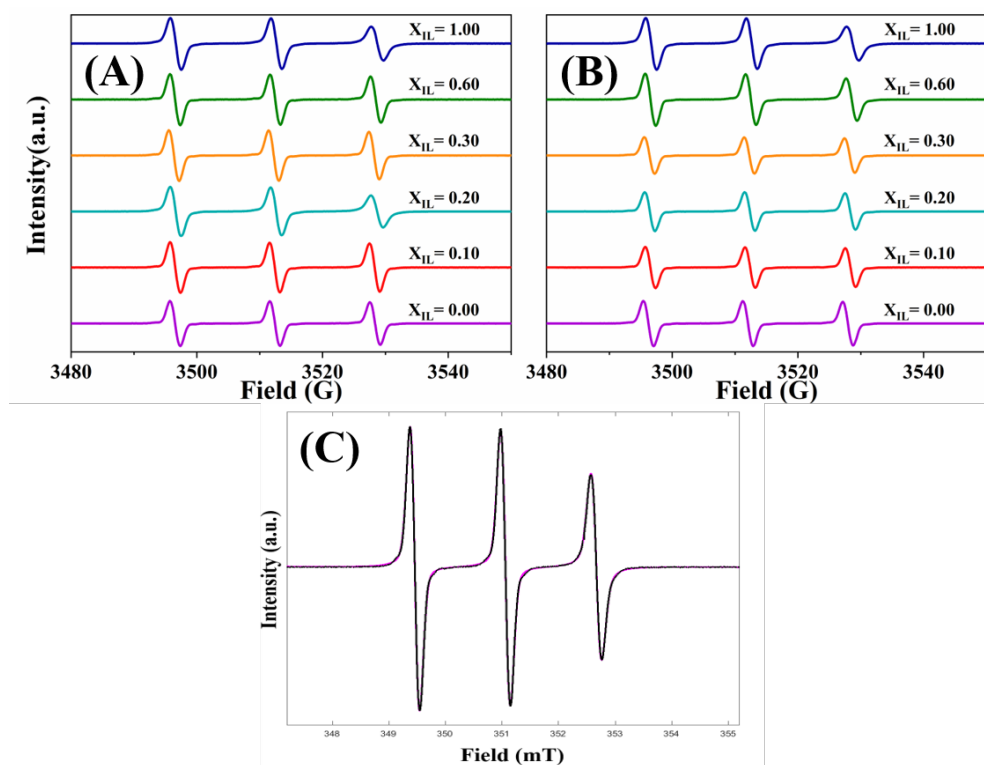 (A)
X_IL= 1.00
X_IL= 0.60
X_IL= 0.30
X_IL= 0.20
X_IL= 0.10
X_IL= 0.00
Intensity(a.u.)
3480 3500 3520 3540
Field (G)
(B)
X_IL= 1.00
X_IL= 0.60
X_IL= 0.30
X_IL= 0.20
X_IL= 0.10
X_IL= 0.00
3480 3500 3520 3540
Field (G)
(C)
Intensity (a.u.)
348 349 350 351 352 353 354 355
Field (mT)